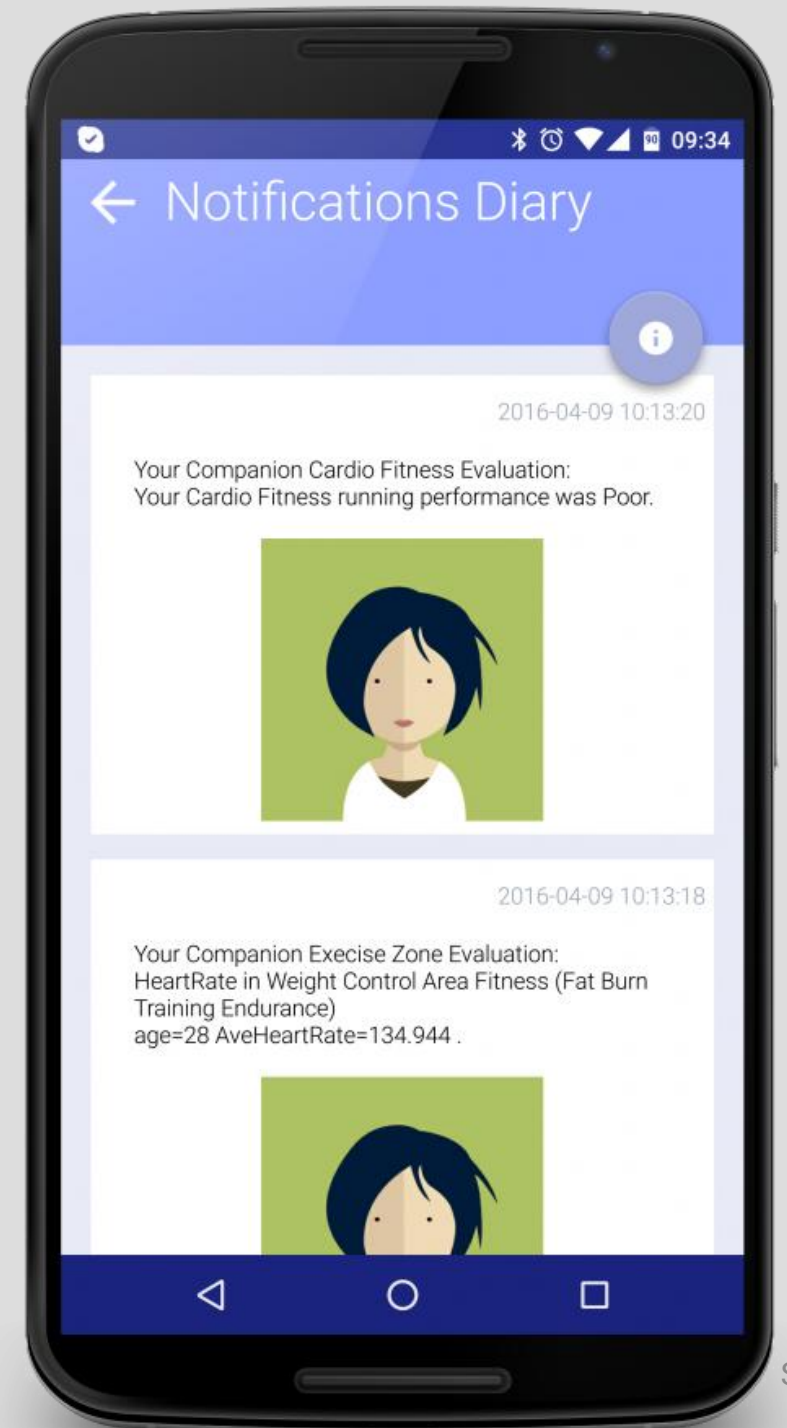 09:34
Notifications Diary
2016-04-09 10:13:20
Your Companion Cardio Fitness Evaluation:
Your Cardio Fitness running performance was Poor.
2016-04-09 10:13:18
Your Companion Execise Zone Evaluation:
HeartRate in Weight Control Area Fitness (Fat Burn
Training Endurance)
age=28 AveHeartRate=134.944 .